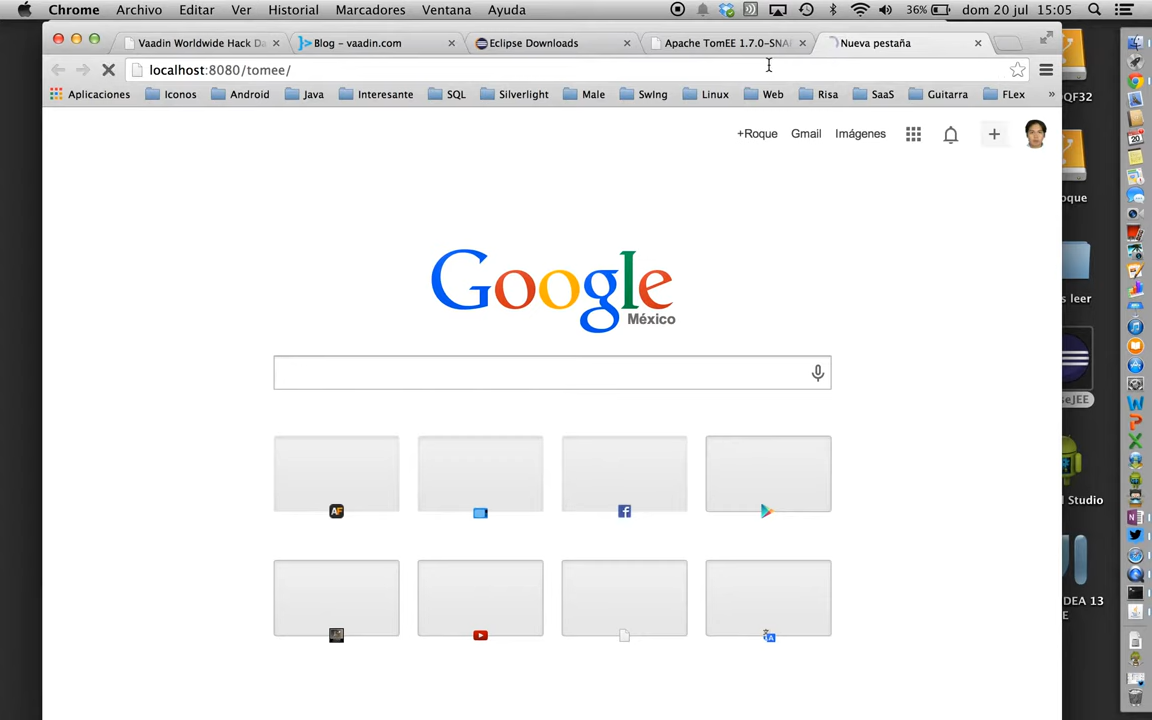 Chrome Archivo Editar Ver Historial Marcadores Ventana Ayuda 36% dom 20 jul 15:05
Vaadin Worldwide Hack Da Blog - vaadin.com Eclipse Downloads Apache TomEE 1.7.0-SNA Nueva pestaña
localhost:8080/tomee/
Aplicaciones Iconos Android Java Interesante SQL Silverlight Male SwIng Linux Web Risa SaaS Guitarra FLex »
PQF32
+Roque Gmail Imágenes
oque
Google
México
s leer
seJEE
AF
d Studio
DEA 13
E